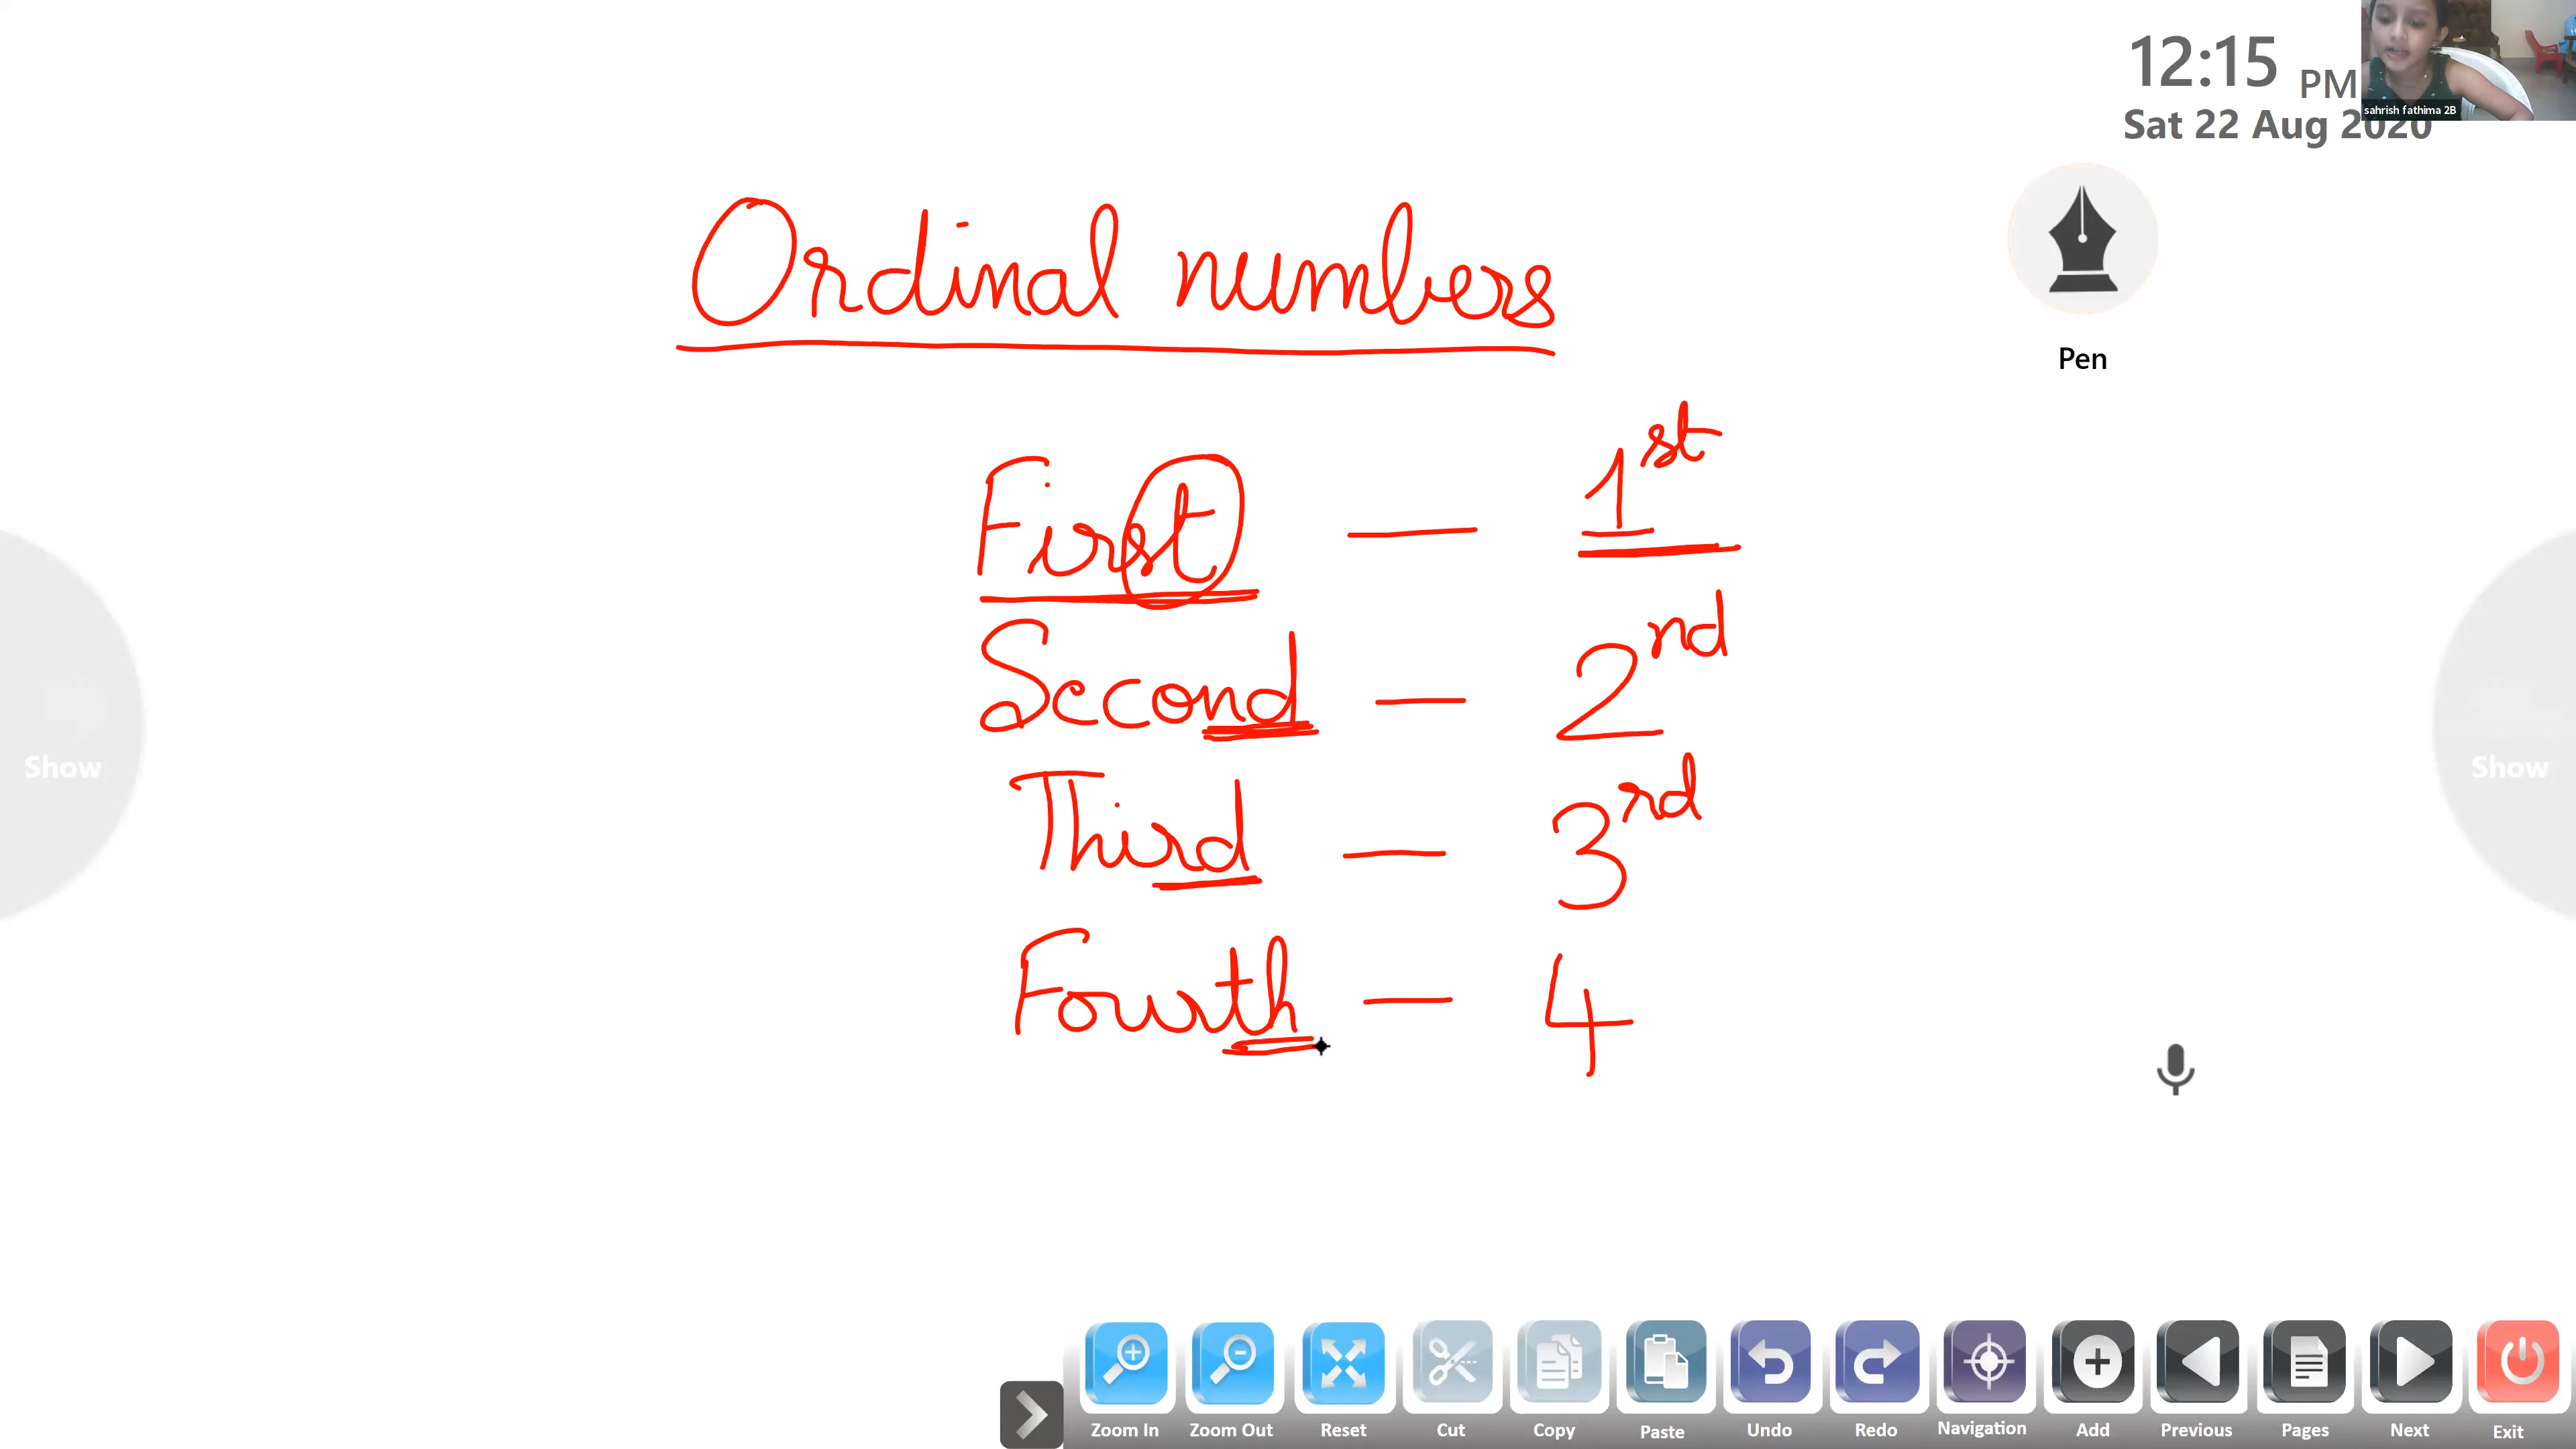 12:15 PM
sahrish fathima 2B
Sat 22 Aug 2020
Ordinal numbers
Pen
First — 1st
Second — 2nd
Third — 3rd
Fourth — 4
Show
Show
Zoom In
Zoom Out
Reset
Cut
Copy
Paste
Undo
Redo
Navigation
Add
Previous
Pages
Next
Exit